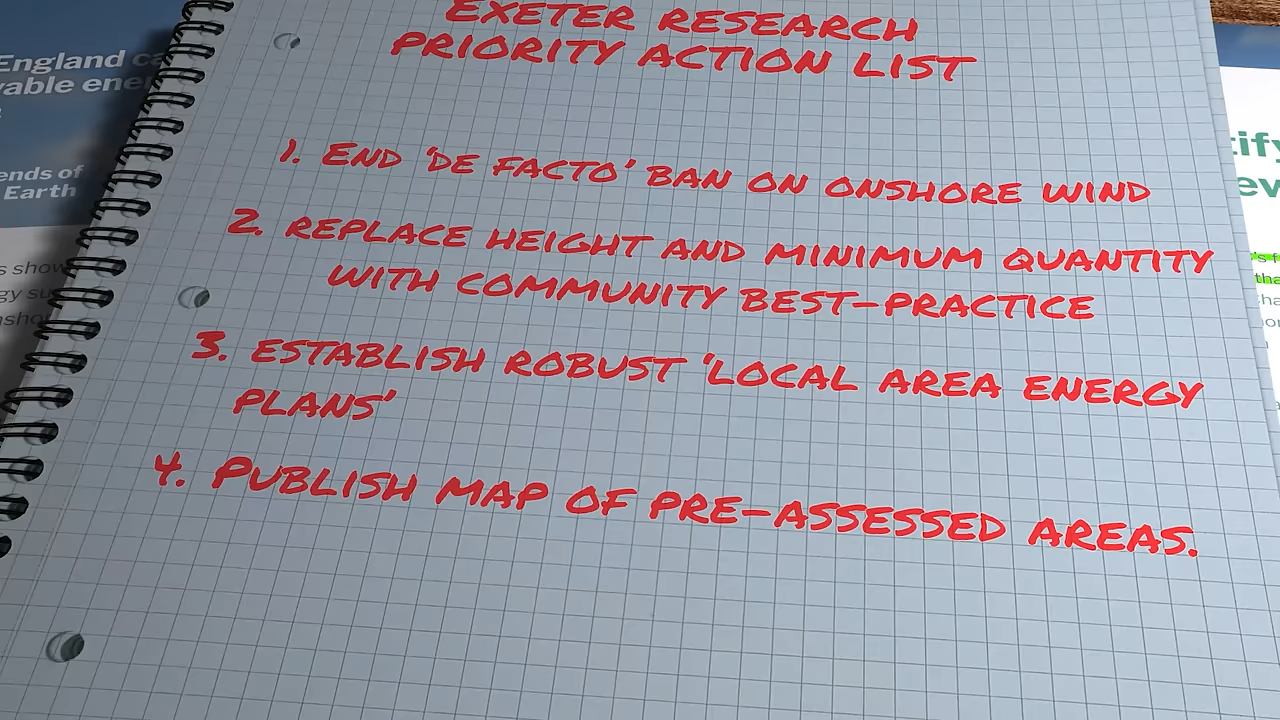 EXETER RESEARCH
PRIORITY ACTION LIST
1. END 'DE FACTO' BAN ON ONSHORE WIND
2. REPLACE HEIGHT AND MINIMUM QUANTITY
WITH COMMUNITY BEST-PRACTICE
3. ESTABLISH ROBUST 'LOCAL AREA ENERGY
PLANS'
4. PUBLISH MAP OF PRE-ASSESSED AREAS.
England
ends of
Earth